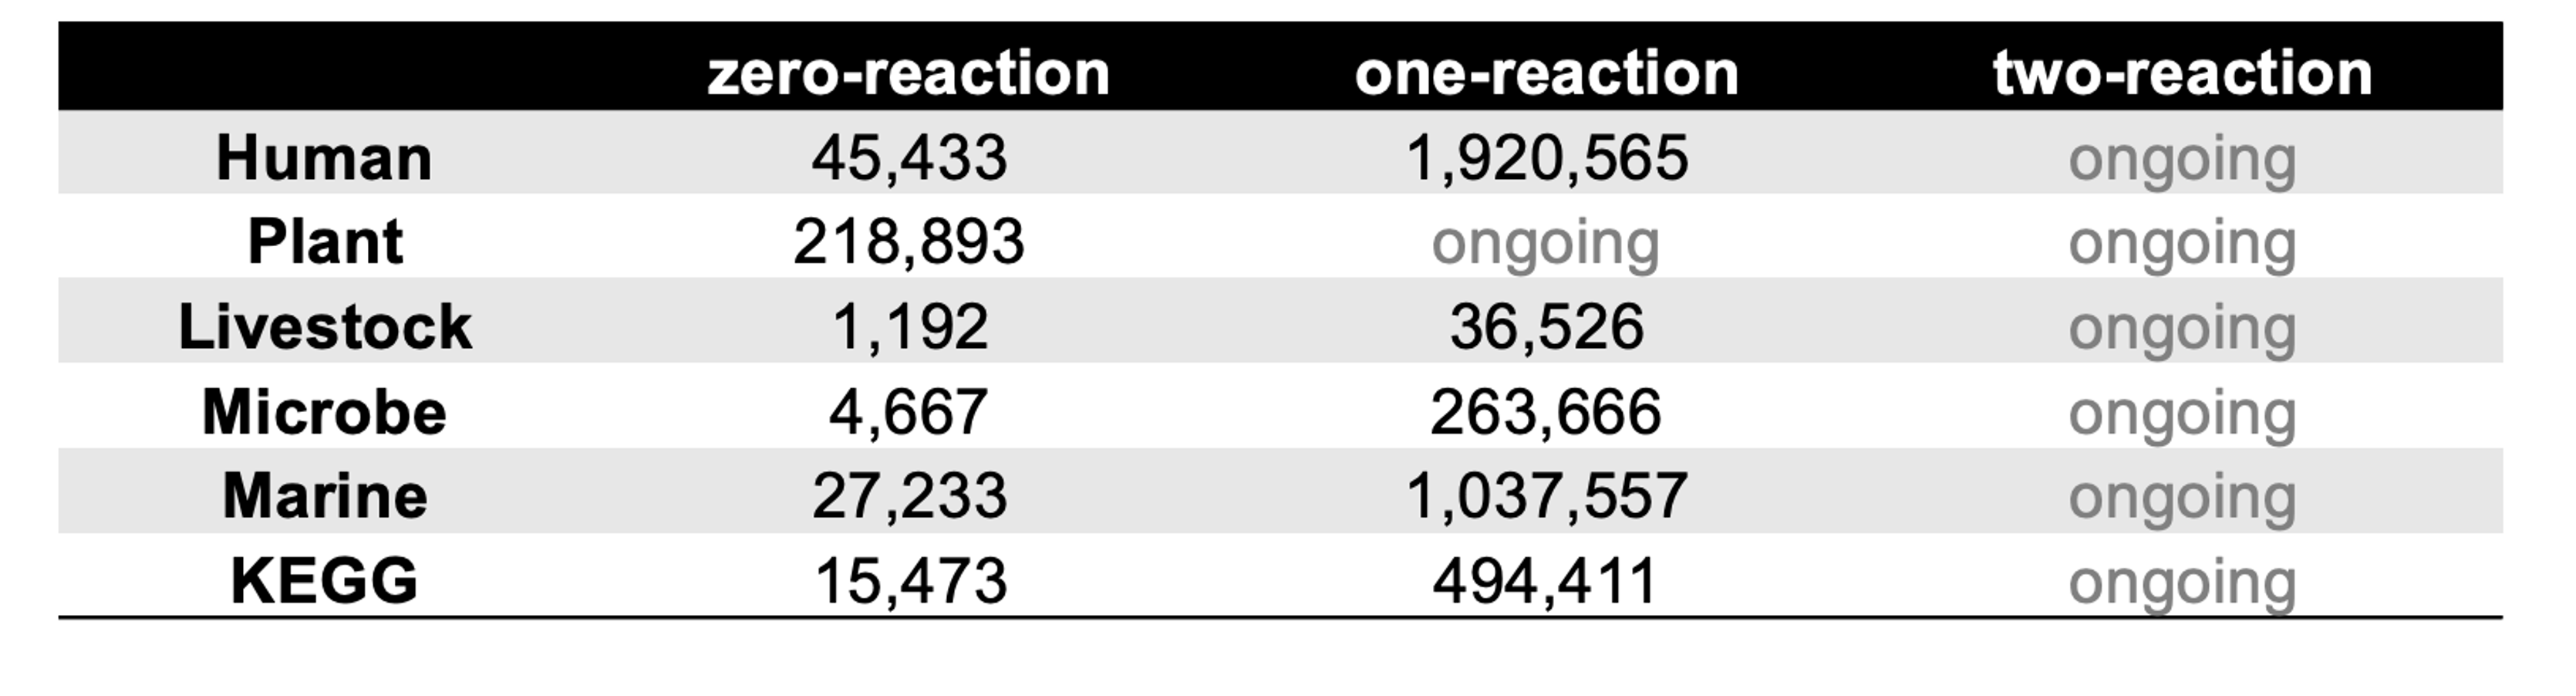 zero-reaction one-reaction two-reaction
Human 45,433 1,920,565 ongoing
Plant 218,893 ongoing ongoing
Livestock 1,192 36,526 ongoing
Microbe 4,667 263,666 ongoing
Marine 27,233 1,037,557 ongoing
KEGG 15,473 494,411 ongoing